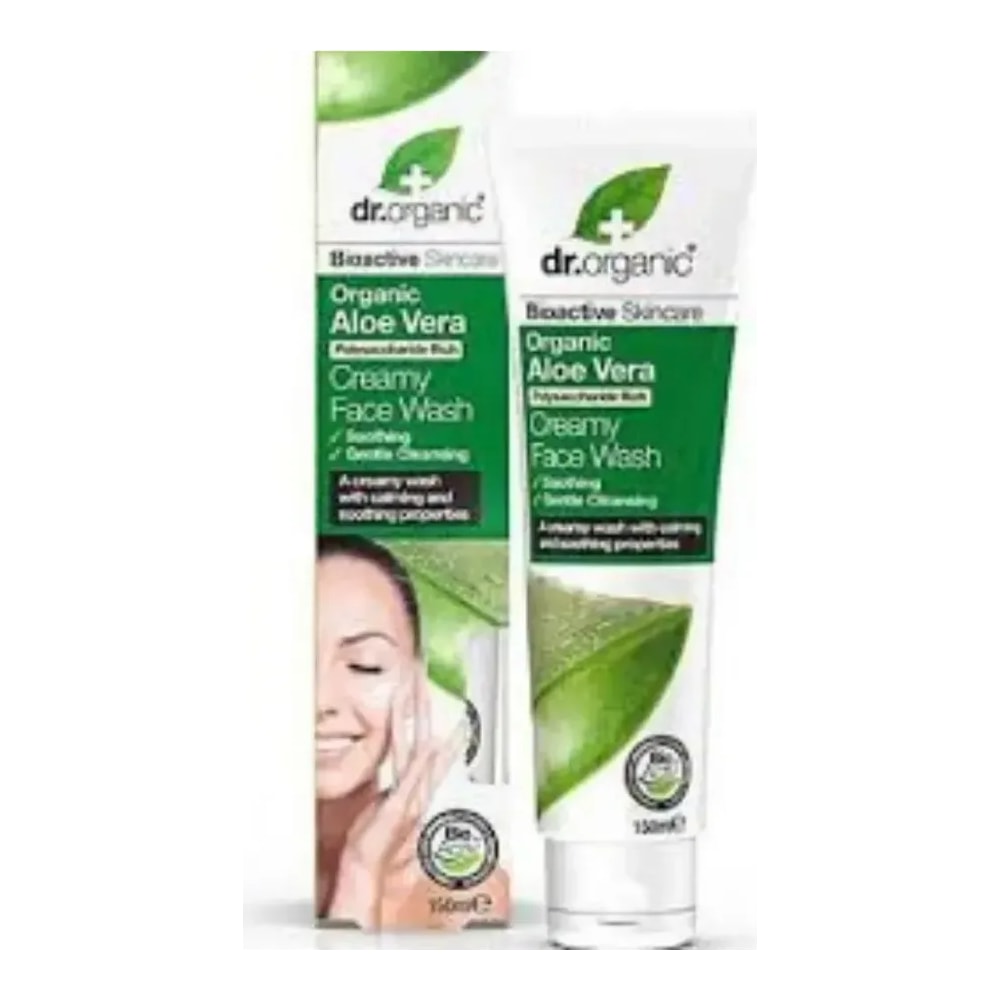 dr.organic®
Bioactive Skincare
Organic
Aloe Vera
Polysaccharide Rich
Creamy
Face Wash
✓ Soothing
✓ Gentle Cleansing
A creamy wash
with calming and
soothing properties
Bio
150ml℮
dr.organic®
Bioactive Skincare
Organic
Aloe Vera
Polysaccharide Rich
Creamy
Face Wash
✓ Soothing
✓ Gentle Cleansing
A creamy wash with calming
and soothing properties
Bio
150ml℮